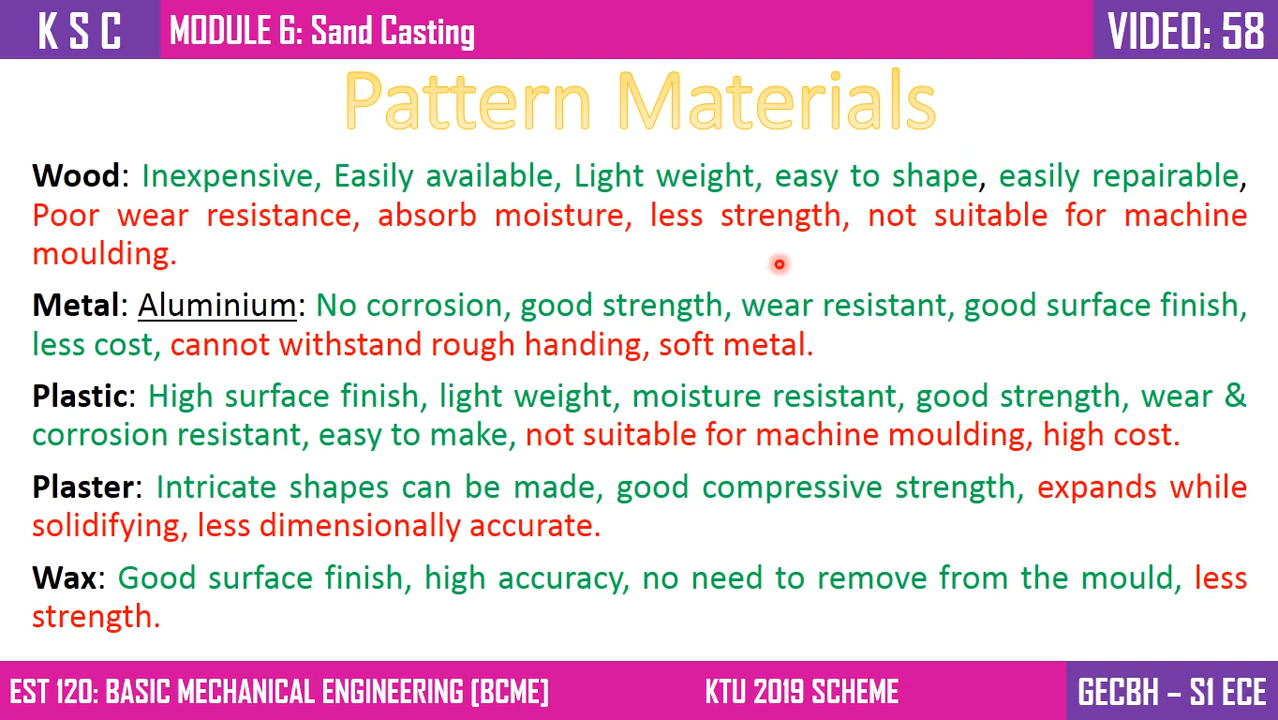 K S C
MODULE 6: Sand Casting
VIDEO: 58
Pattern Materials
Wood: Inexpensive, Easily available, Light weight, easy to shape, easily repairable,
Poor wear resistance, absorb moisture, less strength, not suitable for machine
moulding.
Metal: Aluminium: No corrosion, good strength, wear resistant, good surface finish,
less cost, cannot withstand rough handing, soft metal.
Plastic: High surface finish, light weight, moisture resistant, good strength, wear &
corrosion resistant, easy to make, not suitable for machine moulding, high cost.
Plaster: Intricate shapes can be made, good compressive strength, expands while
solidifying, less dimensionally accurate.
Wax: Good surface finish, high accuracy, no need to remove from the mould, less
strength.
EST 120: BASIC MECHANICAL ENGINEERING (BCME)
KTU 2019 SCHEME
GECBH – S1 ECE